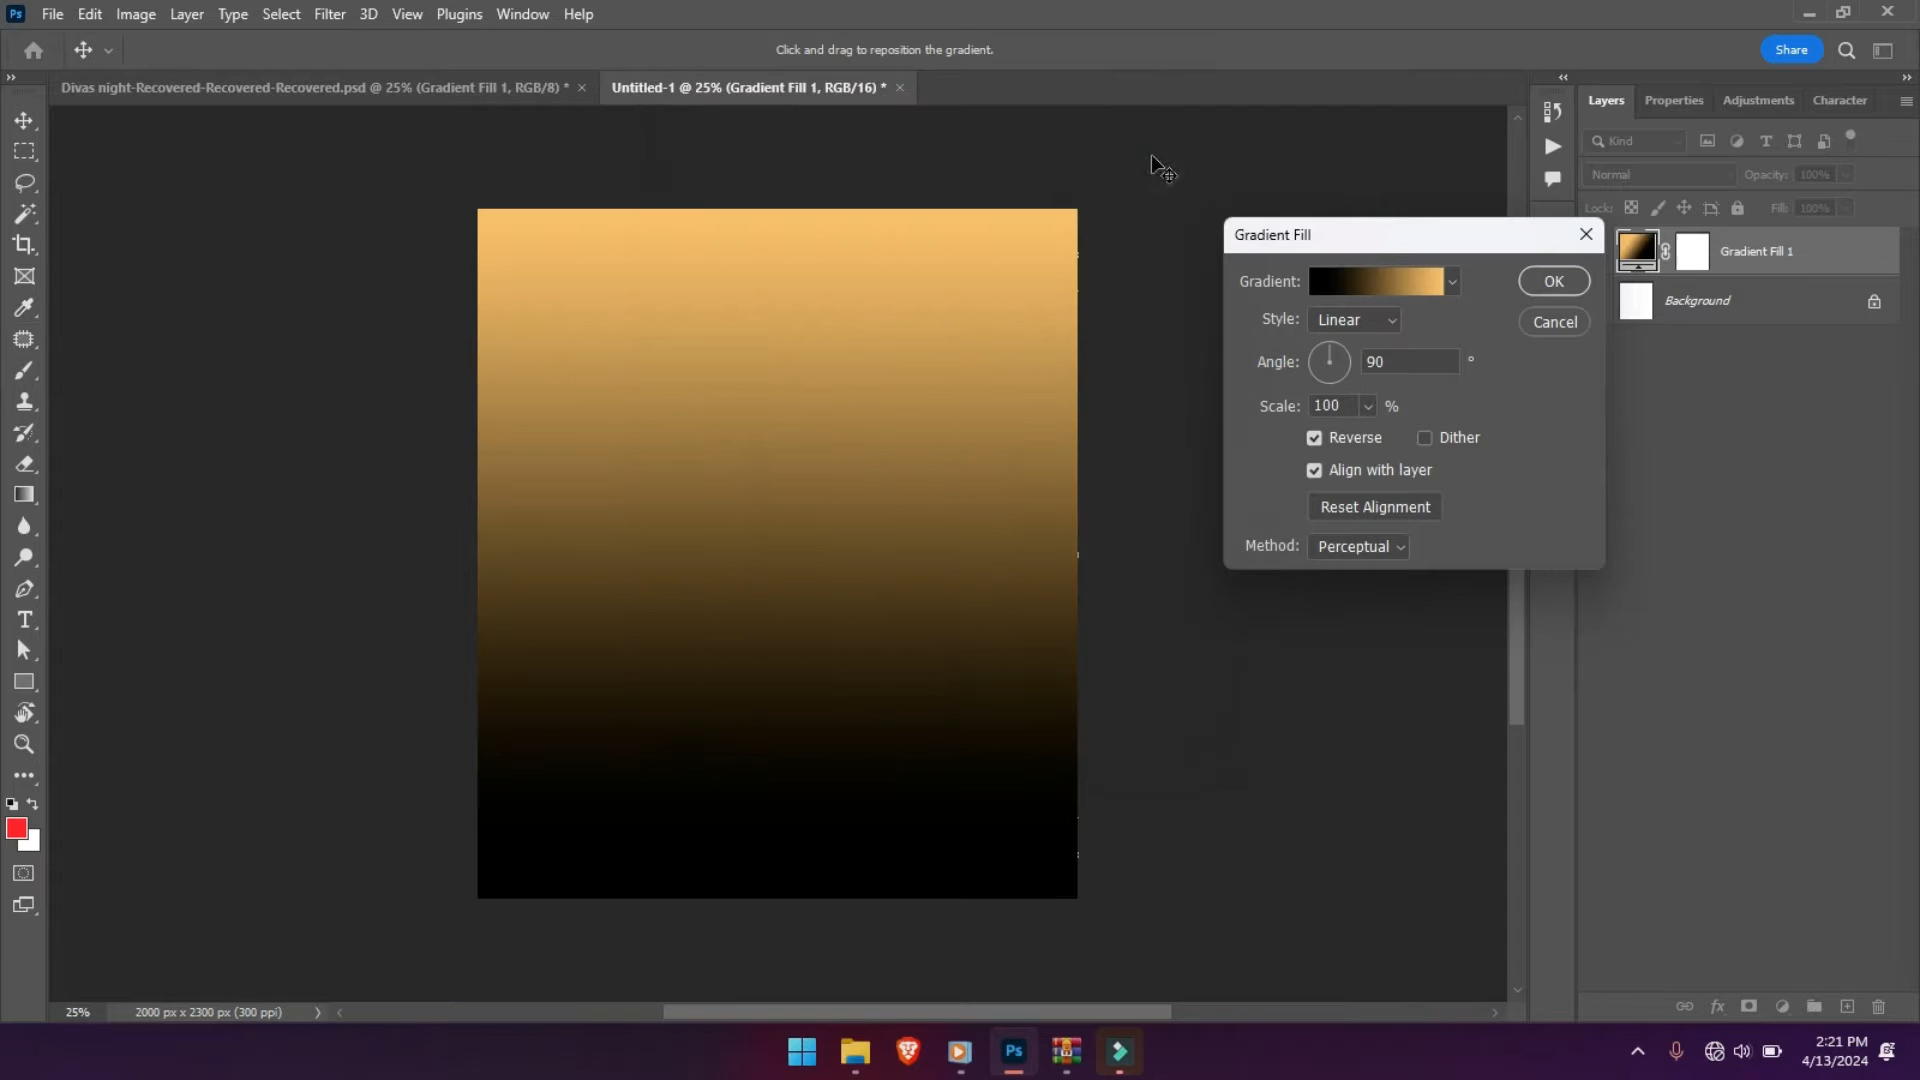 Ps File Edit Image Layer Type Select Filter 3D View Plugins Window Help
Click and drag to reposition the gradient.
Share
Divas night-Recovered-Recovered-Recovered.psd @ 25% (Gradient Fill 1, RGB/8) *
Untitled-1 @ 25% (Gradient Fill 1, RGB/16) *
Layers Properties Adjustments Character
Kind
Normal Opacity: 100%
Lock: Fill: 100%
Gradient Fill 1
Background
Gradient Fill
Gradient:
OK
Style: Linear
Cancel
Angle: 90 °
Scale: 100 %
Reverse Dither
Align with layer
Reset Alignment
Method: Perceptual
25% 2000 px x 2300 px (300 ppi)
fx
Ps
2:21 PM
4/13/2024